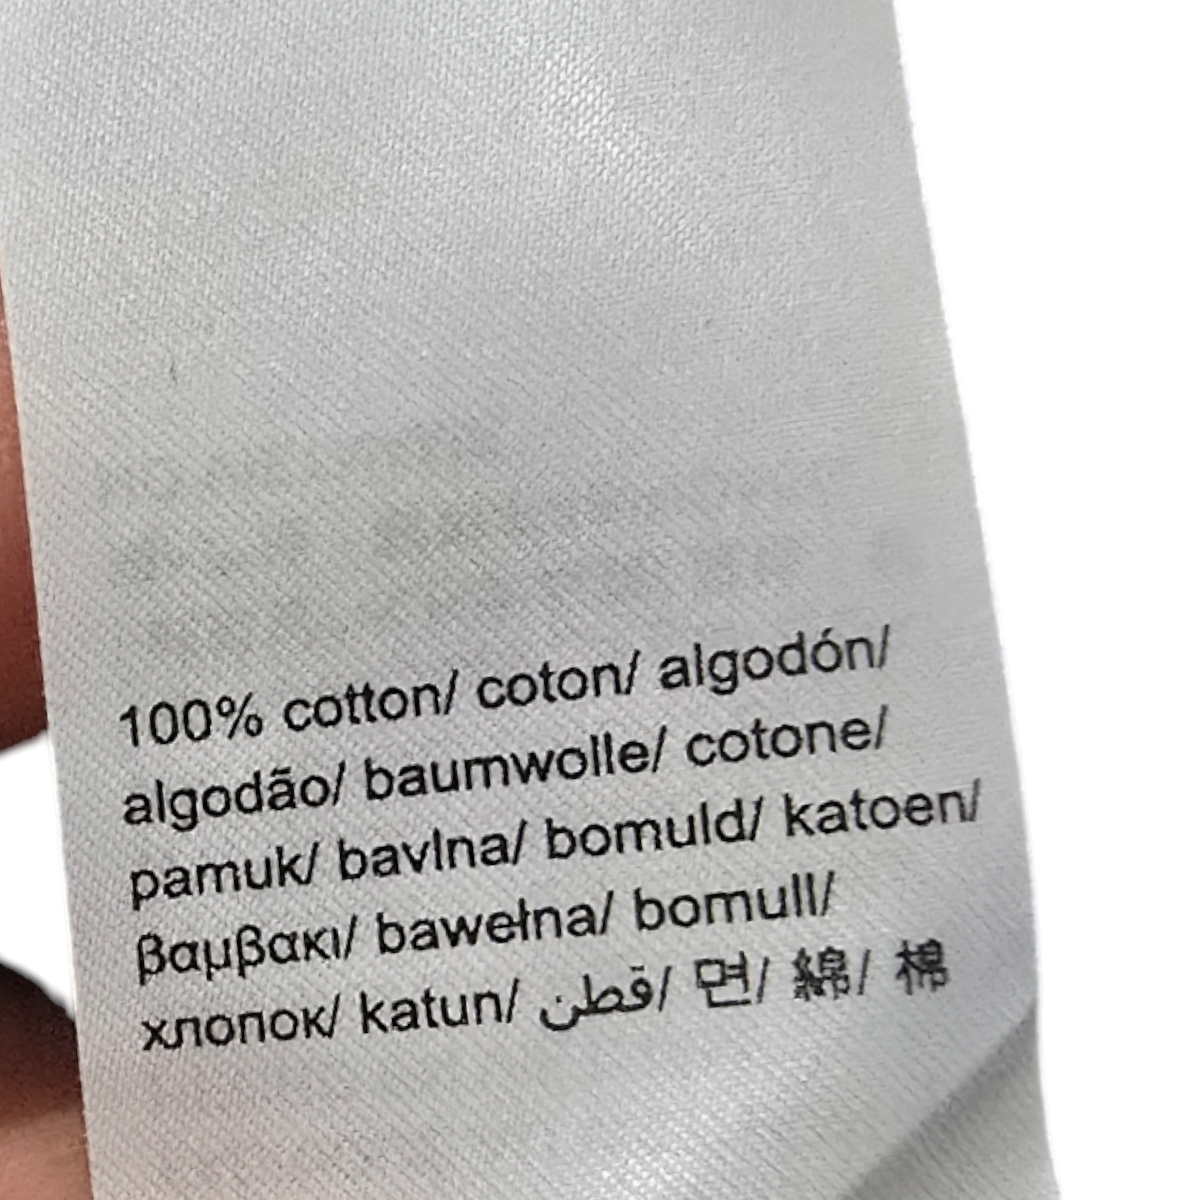 100% cotton/ coton/ algodón/
algodão/ baumwolle/ cotone/
pamuk/ bavlna/ bomuld/ katoen/
βαμβακι/ bawełna/ bomull/
хлопок/ katun/ قطن/ 면/ 綿/ 棉